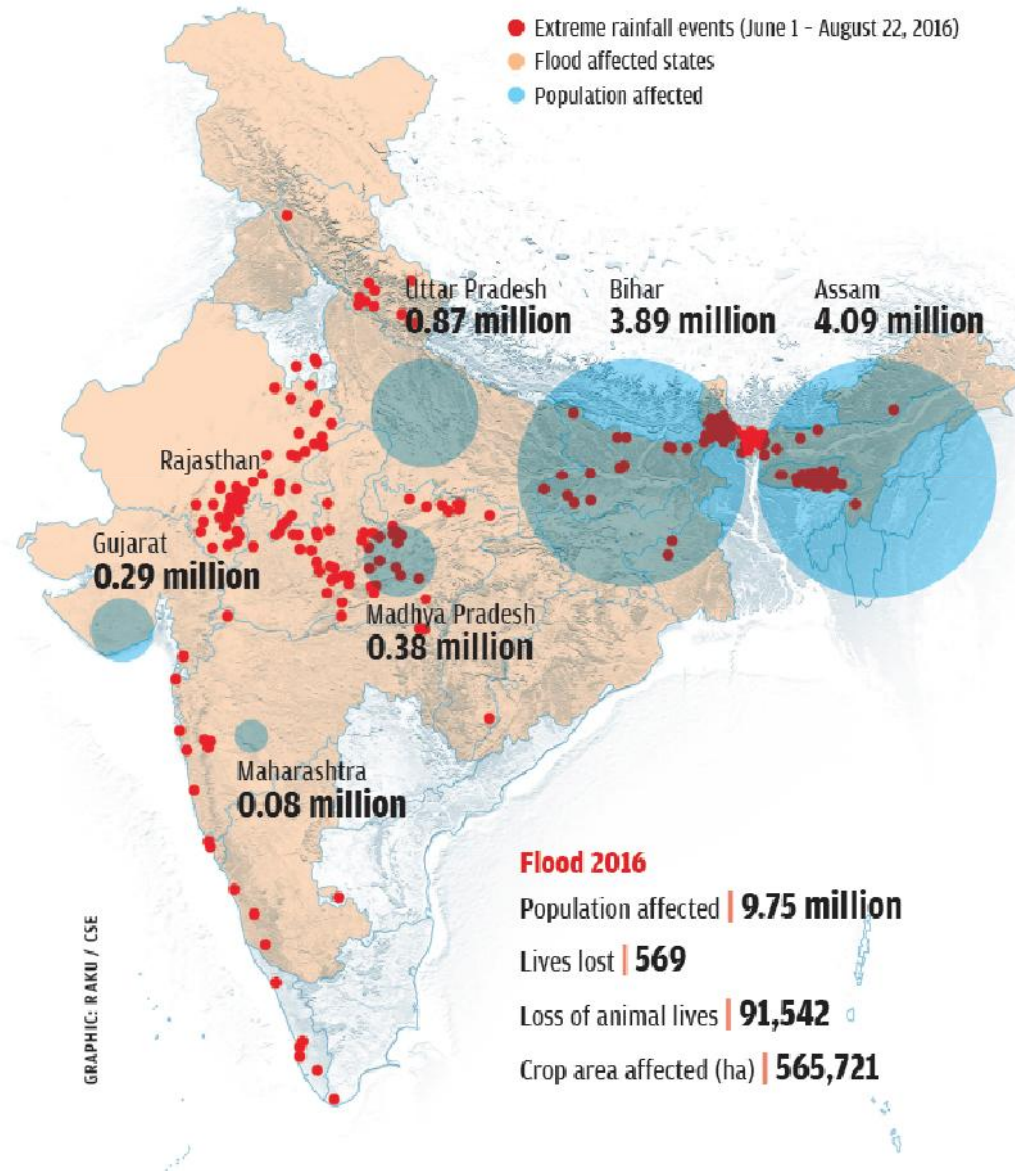 Extreme rainfall events (June 1 - August 22, 2016)
Flood affected states
Population affected
Uttar Pradesh
0.87 million
Bihar
3.89 million
Assam
4.09 million
Rajasthan
Gujarat
0.29 million
Madhya Pradesh
0.38 million
Maharashtra
0.08 million
Flood 2016
Population affected | 9.75 million
Lives lost | 569
Loss of animal lives | 91,542
Crop area affected (ha) | 565,721
GRAPHIC: RAKU / CSE